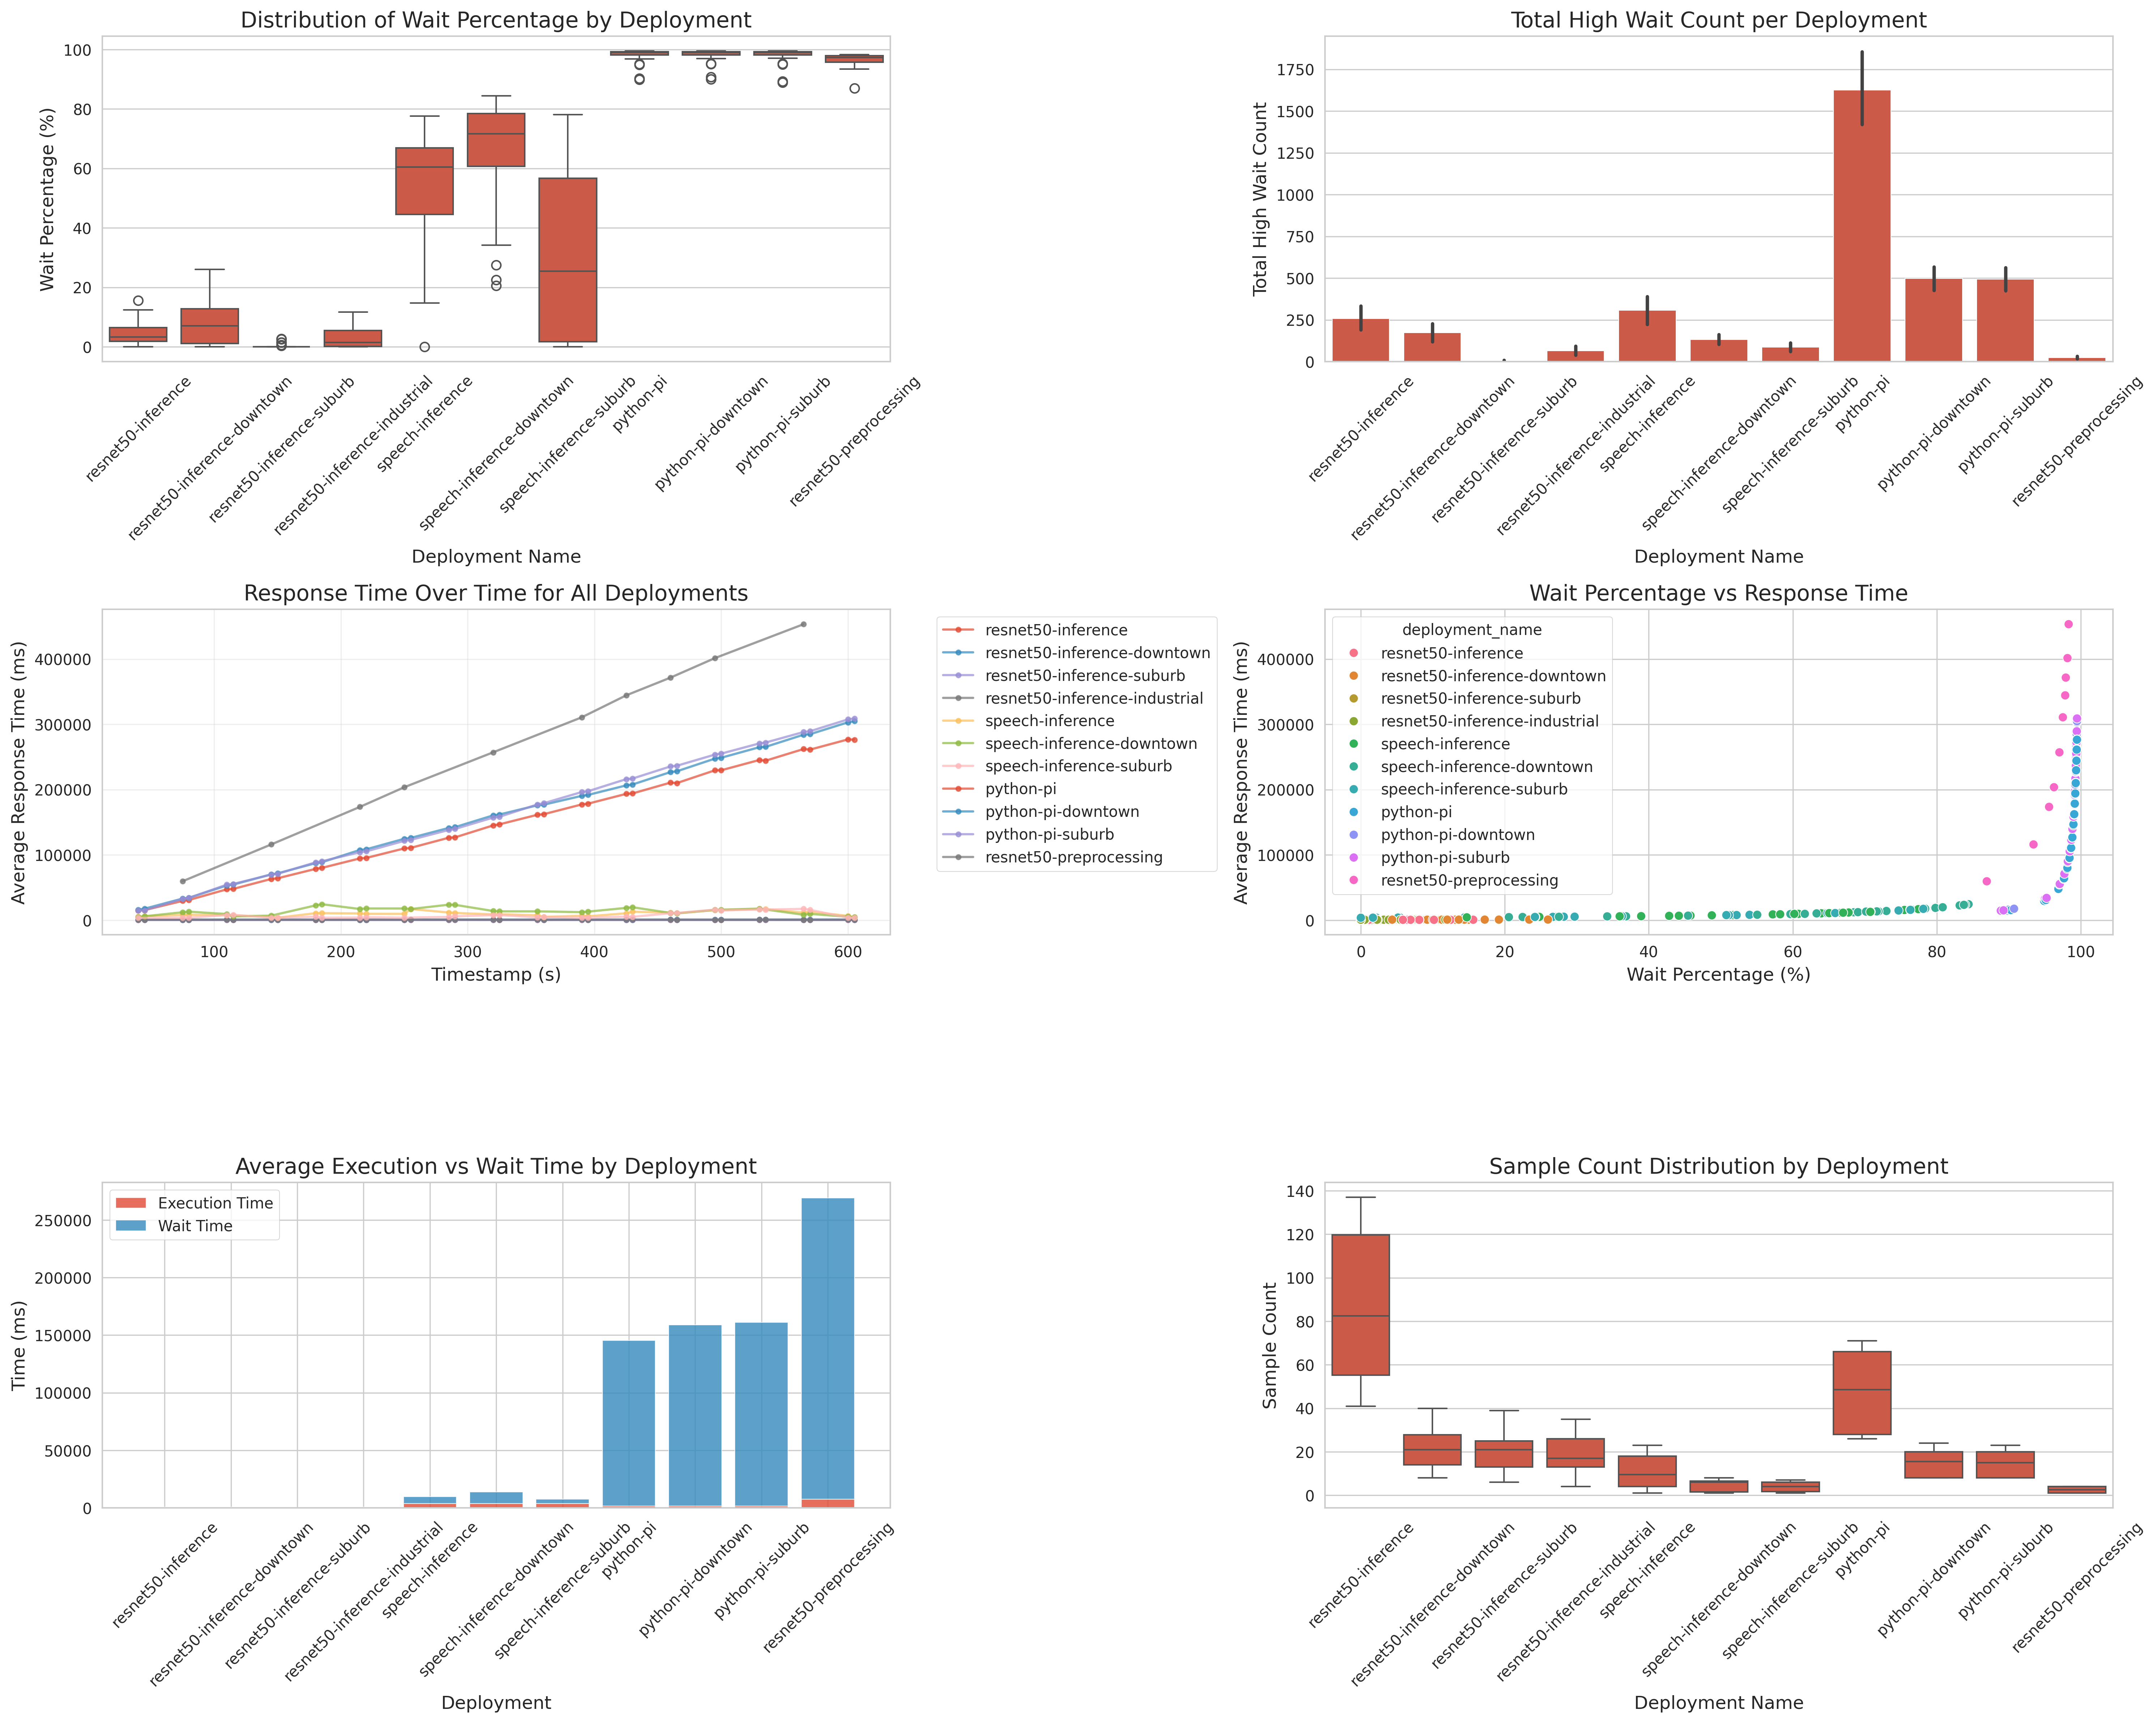 Distribution of Wait Percentage by Deployment
Wait Percentage (%)
100
80
60
40
20
0
resnet50-inference
resnet50-inference-downtown
resnet50-inference-suburb
resnet50-inference-industrial
speech-inference
speech-inference-downtown
speech-inference-suburb
python-pi
python-pi-downtown
python-pi-suburb
resnet50-preprocessing
Deployment Name
Total High Wait Count per Deployment
Total High Wait Count
1750
1500
1250
1000
750
500
250
0
resnet50-inference
resnet50-inference-downtown
resnet50-inference-suburb
resnet50-inference-industrial
speech-inference
speech-inference-downtown
speech-inference-suburb
python-pi
python-pi-downtown
python-pi-suburb
resnet50-preprocessing
Deployment Name
Response Time Over Time for All Deployments
Average Response Time (ms)
400000
300000
200000
100000
0
100
200
300
400
500
600
Timestamp (s)
resnet50-inference
resnet50-inference-downtown
resnet50-inference-suburb
resnet50-inference-industrial
speech-inference
speech-inference-downtown
speech-inference-suburb
python-pi
python-pi-downtown
python-pi-suburb
resnet50-preprocessing
Wait Percentage vs Response Time
Average Response Time (ms)
400000
300000
200000
100000
0
deployment_name
resnet50-inference
resnet50-inference-downtown
resnet50-inference-suburb
resnet50-inference-industrial
speech-inference
speech-inference-downtown
speech-inference-suburb
python-pi
python-pi-downtown
python-pi-suburb
resnet50-preprocessing
0
20
40
60
80
100
Wait Percentage (%)
Average Execution vs Wait Time by Deployment
Time (ms)
250000
200000
150000
100000
50000
0
Execution Time
Wait Time
resnet50-inference
resnet50-inference-downtown
resnet50-inference-suburb
resnet50-inference-industrial
speech-inference
speech-inference-downtown
speech-inference-suburb
python-pi
python-pi-downtown
python-pi-suburb
resnet50-preprocessing
Deployment
Sample Count Distribution by Deployment
Sample Count
140
120
100
80
60
40
20
0
resnet50-inference
resnet50-inference-downtown
resnet50-inference-suburb
resnet50-inference-industrial
speech-inference
speech-inference-downtown
speech-inference-suburb
python-pi
python-pi-downtown
python-pi-suburb
resnet50-preprocessing
Deployment Name